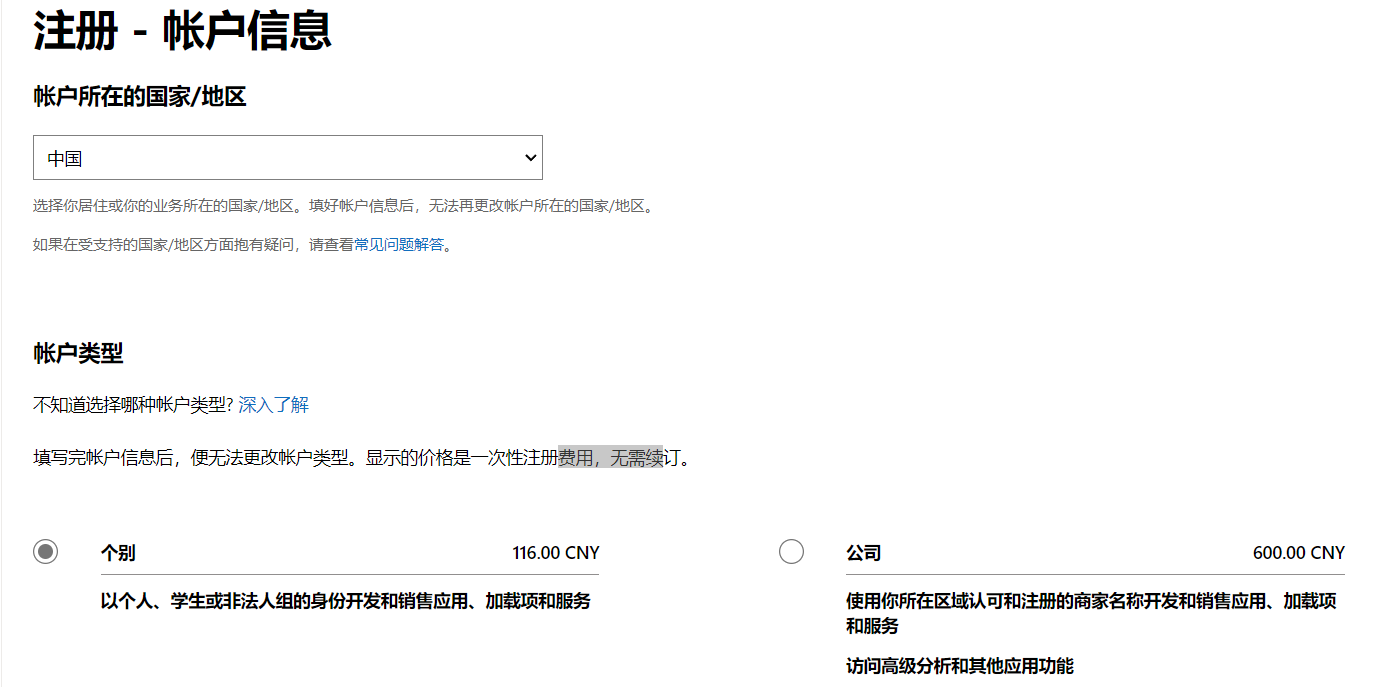 注册 - 帐户信息
帐户所在的国家/地区
中国
选择你居住或你的业务所在的国家/地区。填好帐户信息后，无法再更改帐户所在的国家/地区。
如果在受支持的国家/地区方面抱有疑问，请查看常见问题解答。
帐户类型
不知道选择哪种帐户类型? 深入了解
填写完帐户信息后，便无法更改帐户类型。显示的价格是一次性注册费用，无需续订。
个别 116.00 CNY
以个人、学生或非法人组的身份开发和销售应用、加载项和服务
公司 600.00 CNY
使用你所在区域认可和注册的商家名称开发和销售应用、加载项
和服务
访问高级分析和其他应用功能